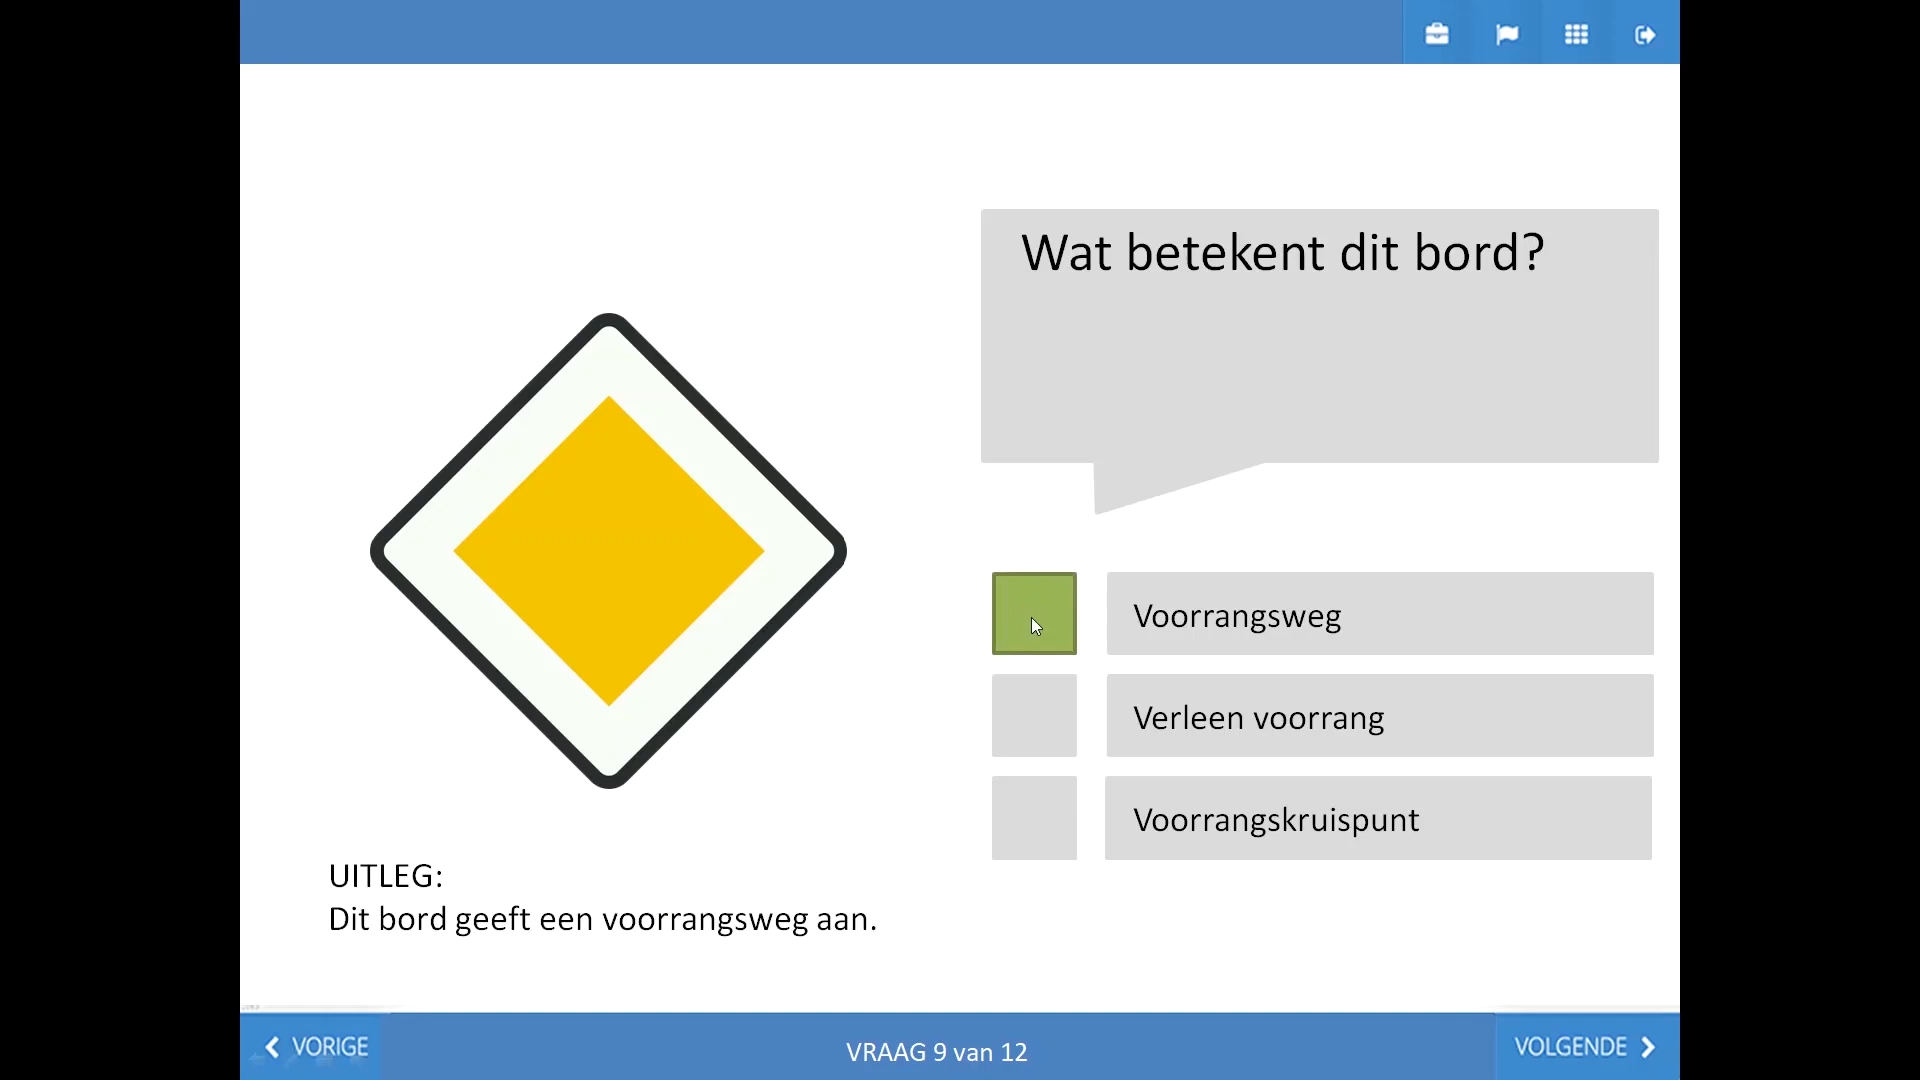 Wat betekent dit bord?
Voorrangsweg
Verleen voorrang
Voorrangskruispunt
UITLEG:
Dit bord geeft een voorrangsweg aan.
VORIGE
VRAAG 9 van 12
VOLGENDE